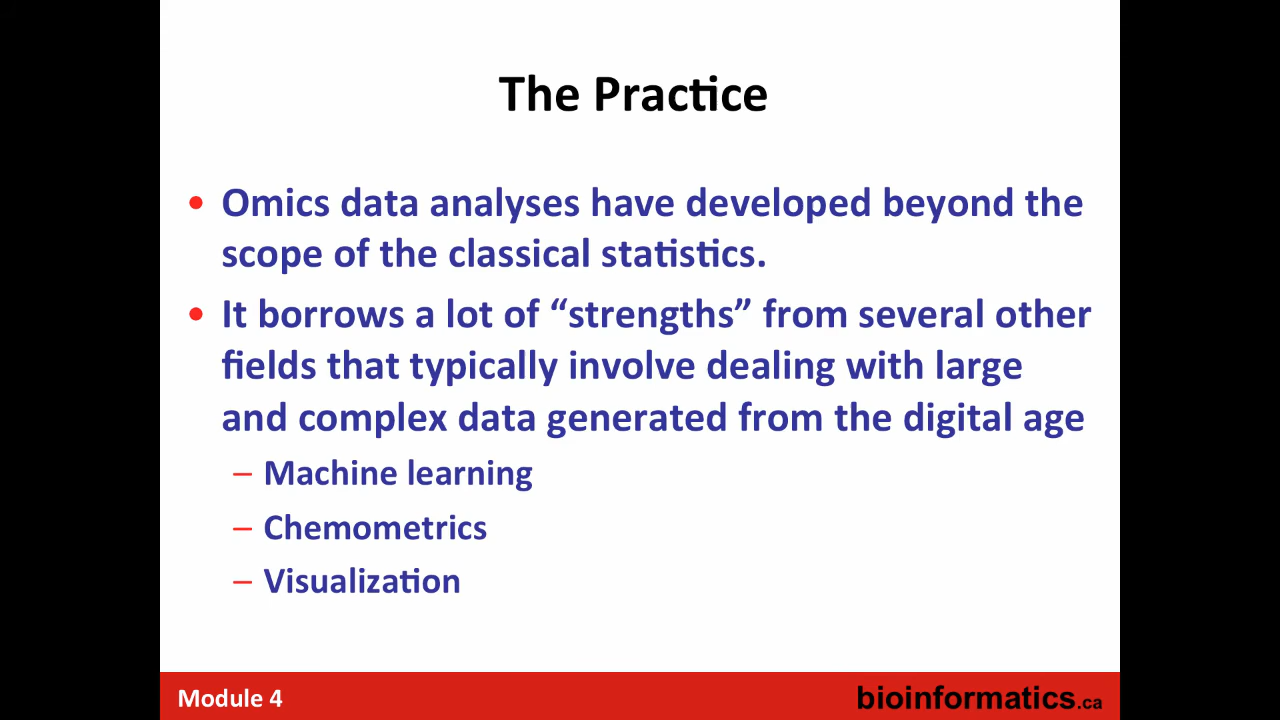 The Practice
• Omics data analyses have developed beyond the
scope of the classical statistics.
• It borrows a lot of “strengths” from several other
fields that typically involve dealing with large
and complex data generated from the digital age
– Machine learning
– Chemometrics
– Visualization
Module 4
bioinformatics.ca